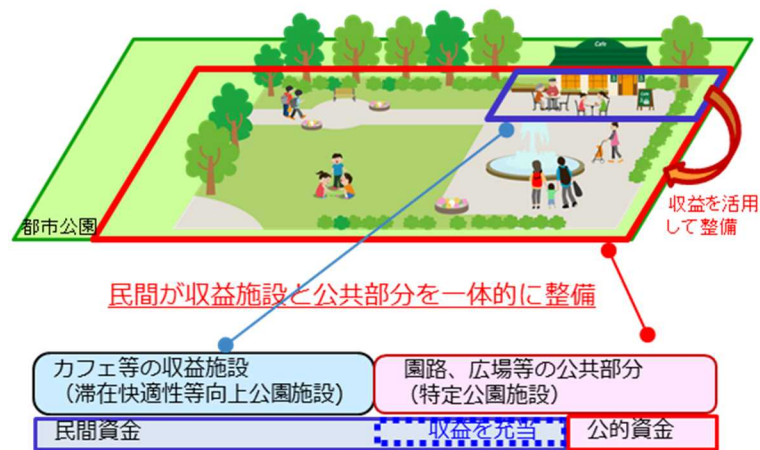 Cafe
都市公園
収益を活用
して整備
民間が収益施設と公共部分を一体的に整備
カフェ等の収益施設
（滞在快適性等向上公園施設)
園路、広場等の公共部分
（特定公園施設）
民間資金
収益を充当
公的資金